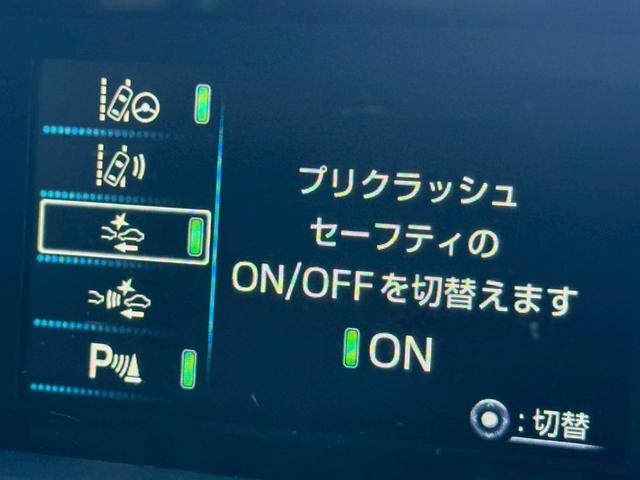 プリクラッシュ
セーフティの
ON/OFFを切替えます
ON
P
:切替